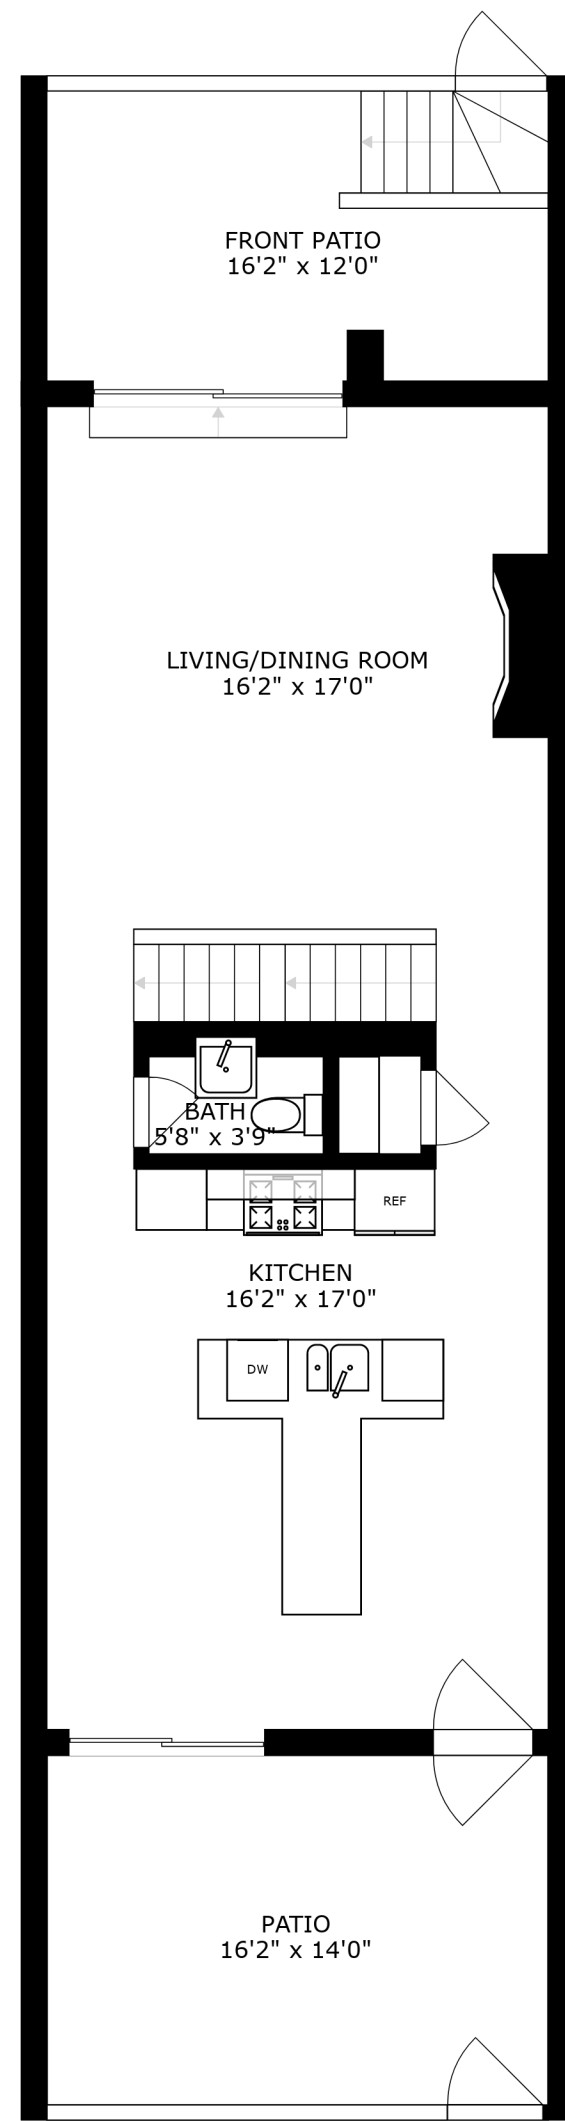 FRONT PATIO
16'2" x 12'0"
LIVING/DINING ROOM
16'2" x 17'0"
BATH
5'8" x 3'9"
REF
KITCHEN
16'2" x 17'0"
DW
PATIO
16'2" x 14'0"